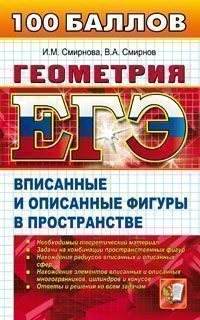 100 БАЛЛОВ
И.М. Смирнова, В.А. Смирнов
ГЕОМЕТРИЯ
ЕГЭ
ВПИСАННЫЕ
И ОПИСАННЫЕ ФИГУРЫ
В ПРОСТРАНСТВЕ
Необходимый теоретический материал
Задачи на комбинации пространственных фигур
Нахождение радиусов вписанных и описанных
сфер
Нахождение элементов вписанных и описанных
многогранников, цилиндров и конусов
Ответы и решения ко всем задачам